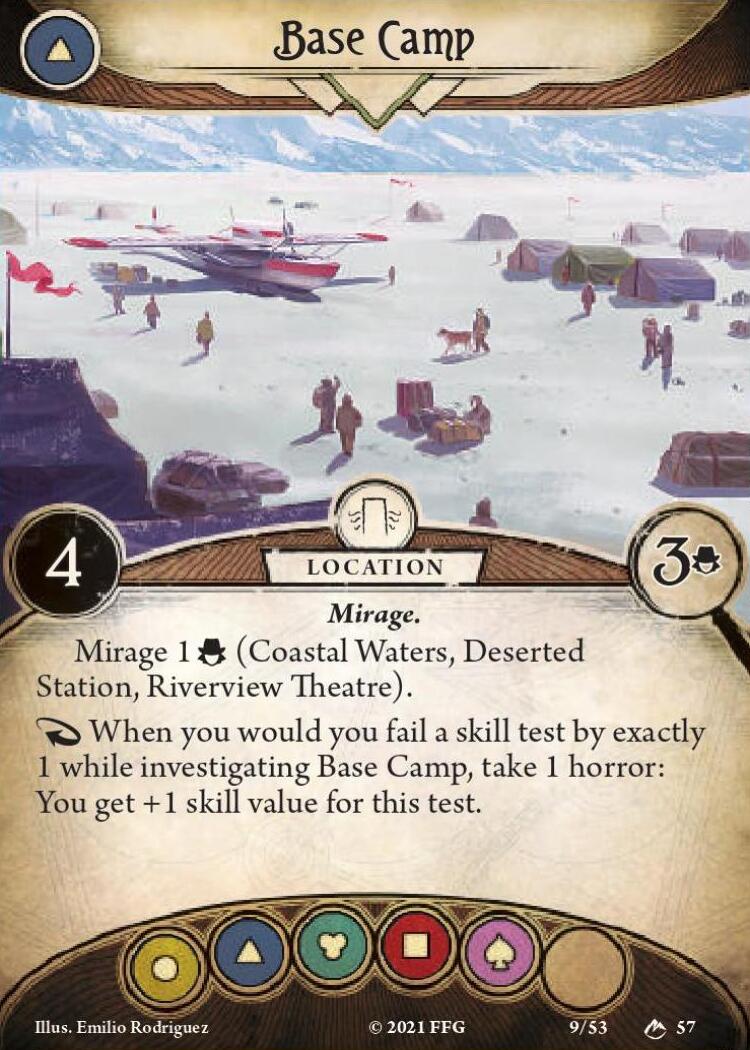 Base Camp
4
LOCATION
3
Mirage.
Mirage 1 (Coastal Waters, Deserted
Station, Riverview Theatre).
When you would you fail a skill test by exactly
1 while investigating Base Camp, take 1 horror:
You get +1 skill value for this test.
Illus. Emilio Rodriguez © 2021 FFG 9/53 57